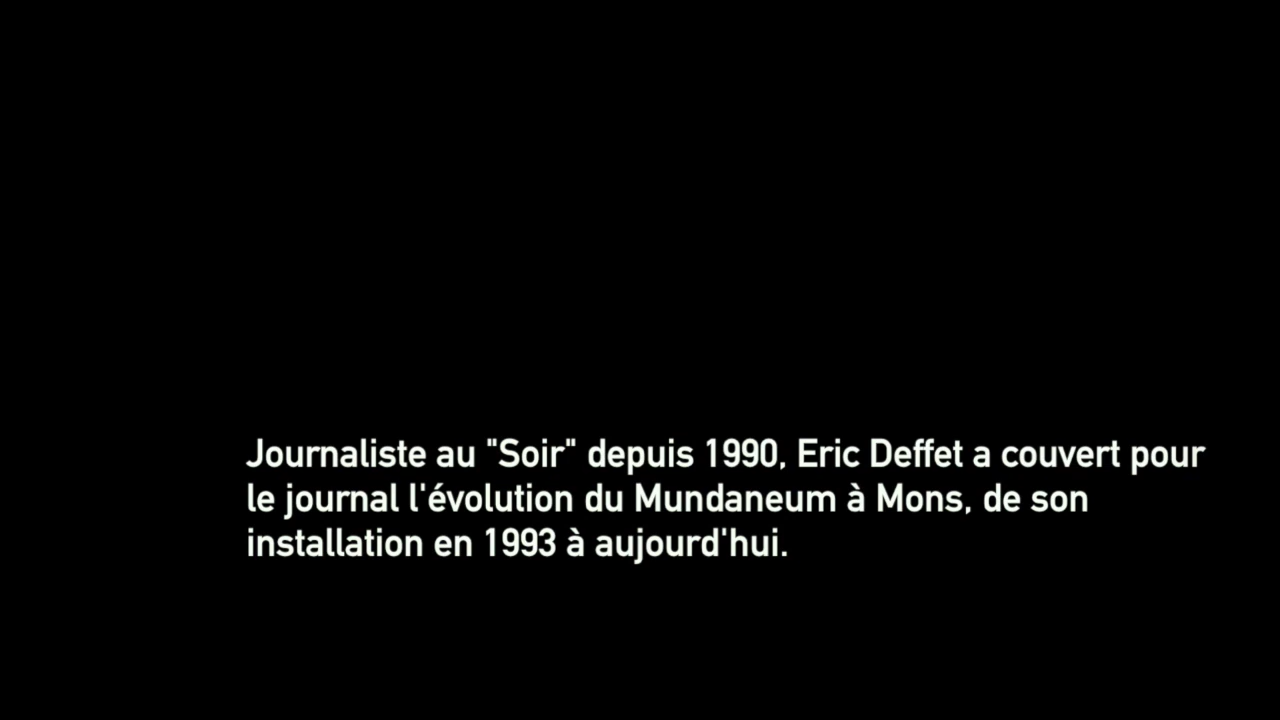 Journaliste au "Soir" depuis 1990, Eric Deffet a couvert pour
le journal l'évolution du Mundaneum à Mons, de son
installation en 1993 à aujourd'hui.